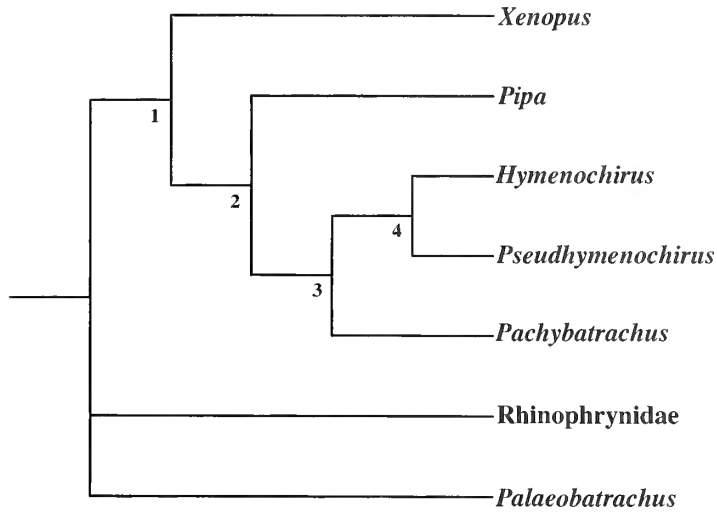 Xenopus
1
Pipa
2
Hymenochirus
4
Pseudhymenochirus
3
Pachybatrachus
Rhinophrynidae
Palaeobatrachus